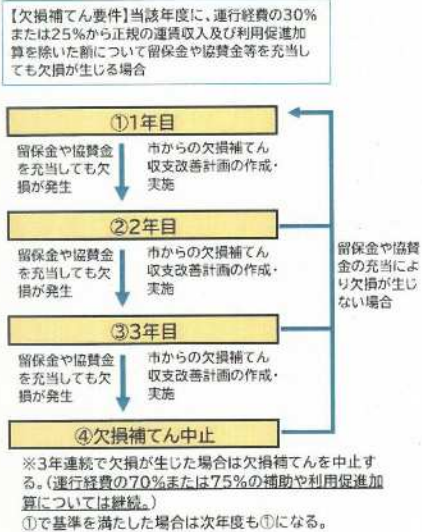 【欠損補てん要件】当該年度に、運行経費の30%
または25%から正規の運賃収入及び利用促進加
算を除いた額について留保金や協賛金等を充当し
ても欠損が生じる場合
①1年目
留保金や協賛金
を充当しても欠
損が発生
市からの欠損補てん
収支改善計画の作成・
実施
②2年目
留保金や協賛金
を充当しても欠
損が発生
市からの欠損補てん
収支改善計画の作成・
実施
留保金や協賛
金の充当によ
り欠損が生じ
ない場合
③3年目
留保金や協賛金
を充当しても欠
損が発生
市からの欠損補てん
収支改善計画の作成・
実施
④欠損補てん中止
※3年連続で欠損が生じた場合は欠損補てんを中止す
る。(運行経費の70%または75%の補助や利用促進加
算については継続。)
①で基準を満たした場合は次年度も①になる。